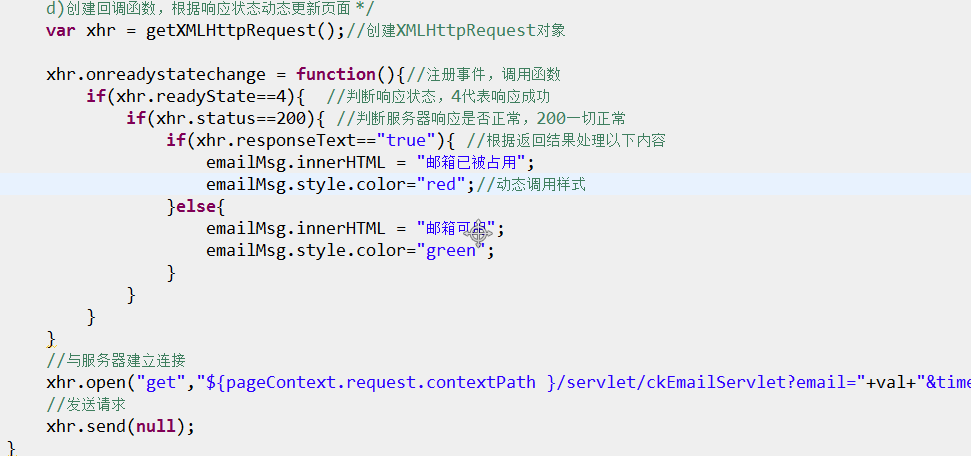 d)创建回调函数，根据响应状态动态更新页面 */
var xhr = getXMLHttpRequest();//创建XMLHttpRequest对象
xhr.onreadystatechange = function(){//注册事件，调用函数
if(xhr.readyState==4){ //判断响应状态，4代表响应成功
if(xhr.status==200){ //判断服务器响应是否正常，200一切正常
if(xhr.responseText=="true"){ //根据返回结果处理以下内容
emailMsg.innerHTML = "邮箱已被占用";
emailMsg.style.color="red";//动态调用样式
}else{
emailMsg.innerHTML = "邮箱可用";
emailMsg.style.color="green";
}
}
}
}
//与服务器建立连接
xhr.open("get","${pageContext.request.contextPath }/servlet/ckEmailServlet?email="+val+"&time
//发送请求
xhr.send(null);
}